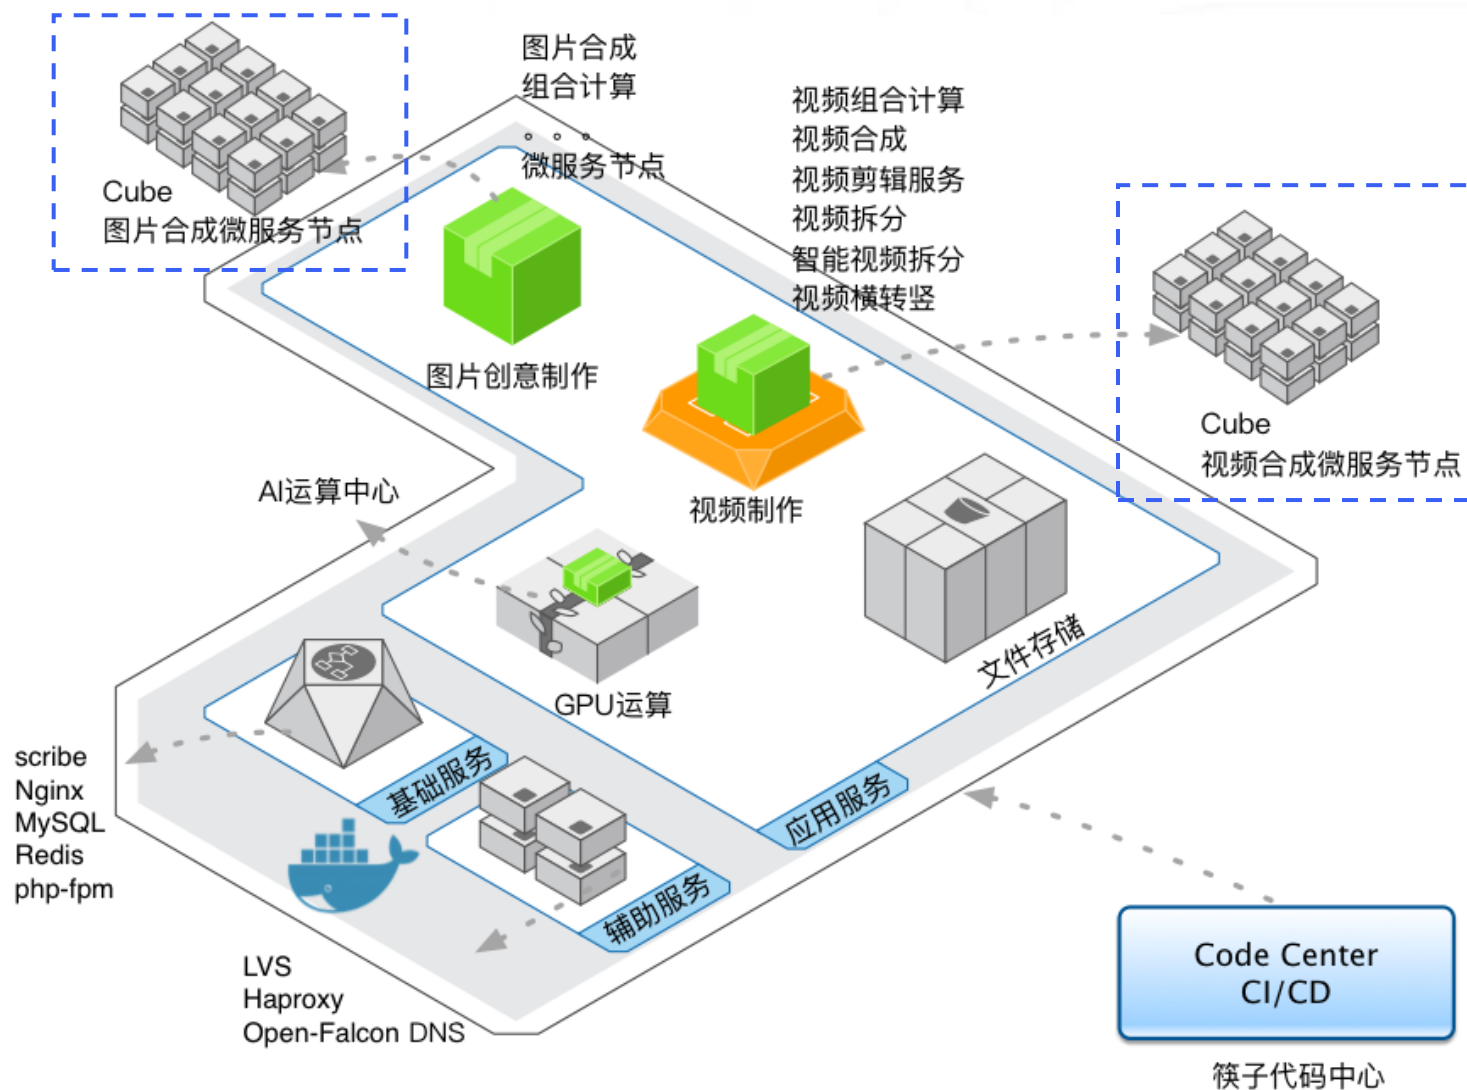 图片合成
组合计算
微服务节点
视频组合计算
视频合成
视频剪辑服务
视频拆分
智能视频拆分
视频横转竖
Cube
图片合成微服务节点
图片创意制作
Cube
视频合成微服务节点
视频制作
AI运算中心
GPU运算
文件存储
scribe
Nginx
MySQL
Redis
php-fpm
基础服务
应用服务
辅助服务
LVS
Haproxy
Open-Falcon DNS
Code Center
CI/CD
筷子代码中心